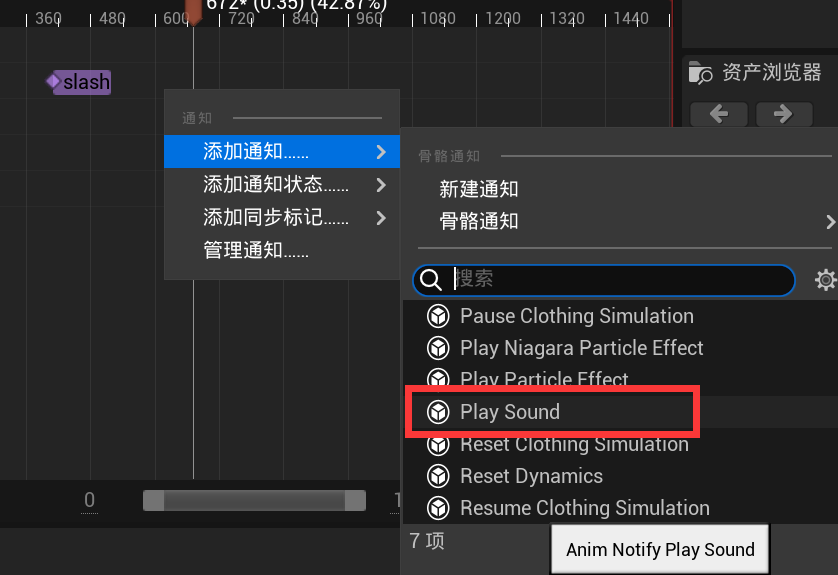 672* (0.35) (42.87%)
360 480 600 720 840 960 1080 1200 1320 1440
slash
资产浏览器
通知
添加通知......
添加通知状态......
添加同步标记......
管理通知......
骨骼通知
新建通知
骨骼通知
搜索
Pause Clothing Simulation
Play Niagara Particle Effect
Play Particle Effect
Play Sound
Reset Clothing Simulation
Reset Dynamics
Resume Clothing Simulation
7 项
Anim Notify Play Sound
0